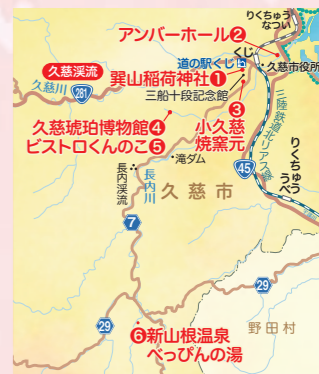 アンバーホール❷
りくちゅう
なつい
くじ
道の駅くじ
久慈市役所
久慈渓流
巽山稲荷神社❶
久慈川
281
三船十段記念館
❸
小久慈
焼窯元
三陸鉄道北リアス線
久慈琥珀博物館❹
ビストロくんのこ❺
滝ダム
長内渓流
長内川
りくちゅう
うべ
45
久慈市
7
29
29
野田村
❻新山根温泉
べっぴんの湯